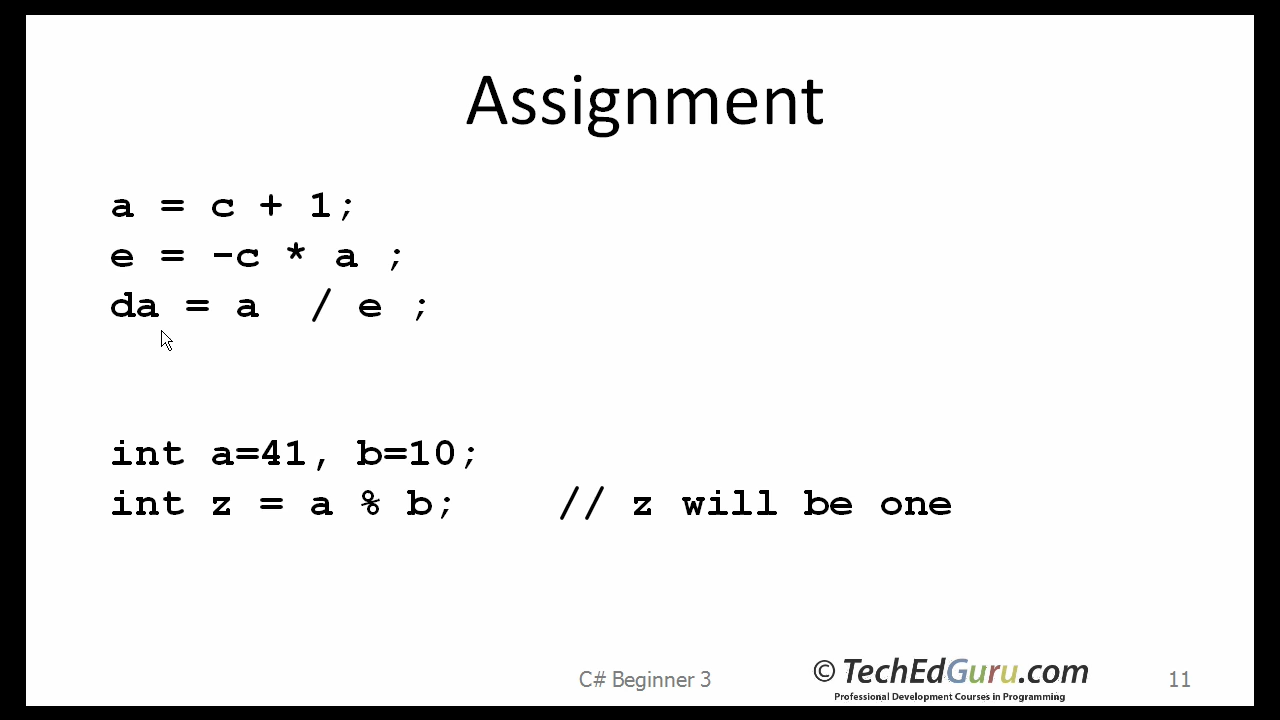 Assignment
a = c + 1;
e = -c * a ;
da = a  / e ;
int a=41, b=10;
int z = a % b;    // z will be one
C# Beginner 3
© TechEdGuru.com
Professional Development Courses in Programming
11